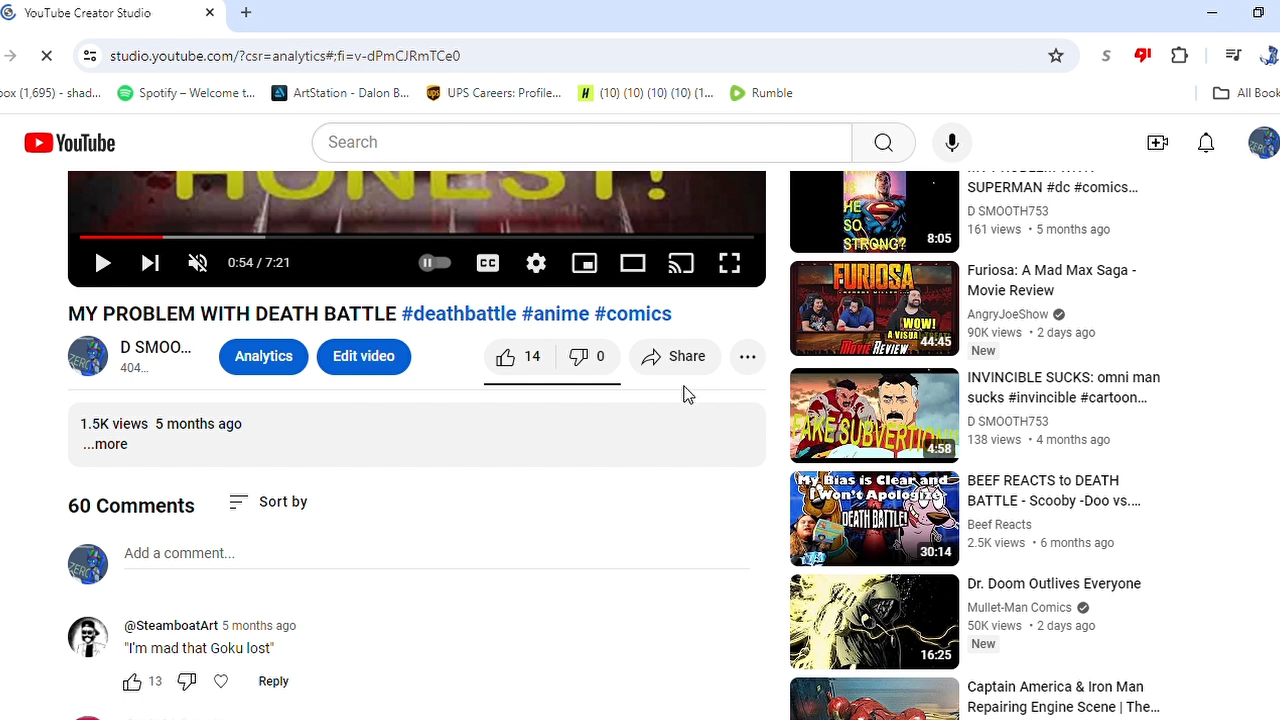 YouTube Creator Studio
studio.youtube.com/?csr=analytics#;fi=v-dPmCJRmTCe0
S
box (1,695) - shad...
Spotify – Welcome t...
ArtStation - Dalon B...
UPS Careers: Profile...
H (10) (10) (10) (10) (1...
Rumble
All Book
YouTube
Search
HONEST!
0:54 / 7:21
CC
MY PROBLEM WITH DEATH BATTLE #deathbattle #anime #comics
D SMOO...
404...
Analytics
Edit video
14
0
Share
1.5K views 5 months ago
...more
60 Comments
Sort by
ZERO
Add a comment...
@SteamboatArt 5 months ago
"I'm mad that Goku lost"
13
Reply
HE
SO
STRONG?
8:05
MY PROBLEM WITH
SUPERMAN #dc #comics...
D SMOOTH753
161 views • 5 months ago
FURIOSA
WOW!
A VISUAL TREAT!
MOVIE REVIEW
44:45
Furiosa: A Mad Max Saga -
Movie Review
AngryJoeShow
90K views • 2 days ago
New
FAKE SUBVERTION
4:58
INVINCIBLE SUCKS: omni man
sucks #invincible #cartoon...
D SMOOTH753
138 views • 4 months ago
My Bias is Clear and
I Won't Apologize
DEATH BATTLE!
30:14
BEEF REACTS to DEATH
BATTLE - Scooby -Doo vs....
Beef Reacts
2.5K views • 6 months ago
16:25
Dr. Doom Outlives Everyone
Mullet-Man Comics
50K views • 2 days ago
New
Captain America & Iron Man
Repairing Engine Scene | The...